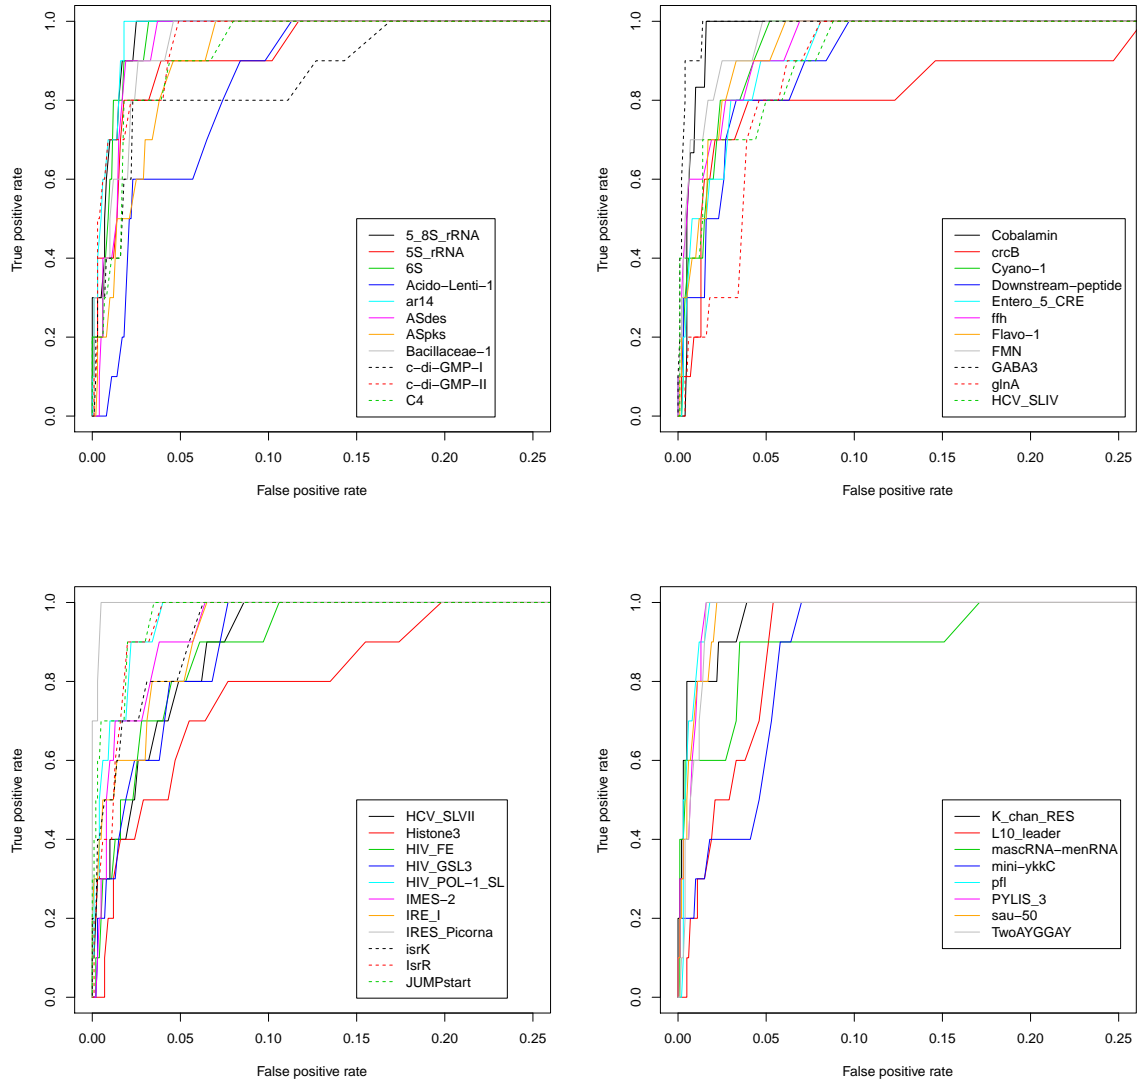 True positive rate
1.0
0.8
0.6
0.4
0.2
0.0
5_8S_rRNA
5S_rRNA
6S
Acido−Lenti−1
ar14
ASdes
ASpks
Bacillaceae−1
c−di−GMP−I
c−di−GMP−II
C4
0.00 0.05 0.10 0.15 0.20 0.25
False positive rate
True positive rate
1.0
0.8
0.6
0.4
0.2
0.0
Cobalamin
crcB
Cyano−1
Downstream−peptide
Entero_5_CRE
ffh
Flavo−1
FMN
GABA3
glnA
HCV_SLIV
0.00 0.05 0.10 0.15 0.20 0.25
False positive rate
True positive rate
1.0
0.8
0.6
0.4
0.2
0.0
HCV_SLVII
Histone3
HIV_FE
HIV_GSL3
HIV_POL−1_SL
IMES−2
IRE_I
IRES_Picorna
isrK
IsrR
JUMPstart
0.00 0.05 0.10 0.15 0.20 0.25
False positive rate
True positive rate
1.0
0.8
0.6
0.4
0.2
0.0
K_chan_RES
L10_leader
mascRNA−menRNA
mini−ykkC
pfl
PYLIS_3
sau−50
TwoAYGGAY
0.00 0.05 0.10 0.15 0.20 0.25
False positive rate